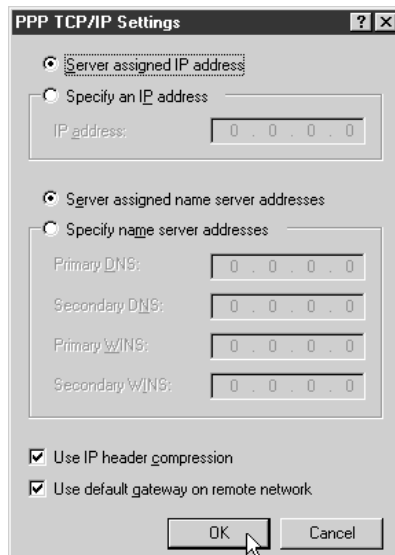 PPP TCP/IP Settings
Server assigned IP address
Specify an IP address
IP address: 0 . 0 . 0 . 0
Server assigned name server addresses
Specify name server addresses
Primary DNS: 0 . 0 . 0 . 0
Secondary DNS: 0 . 0 . 0 . 0
Primary WINS: 0 . 0 . 0 . 0
Secondary WINS: 0 . 0 . 0 . 0
Use IP header compression
Use default gateway on remote network
OK Cancel